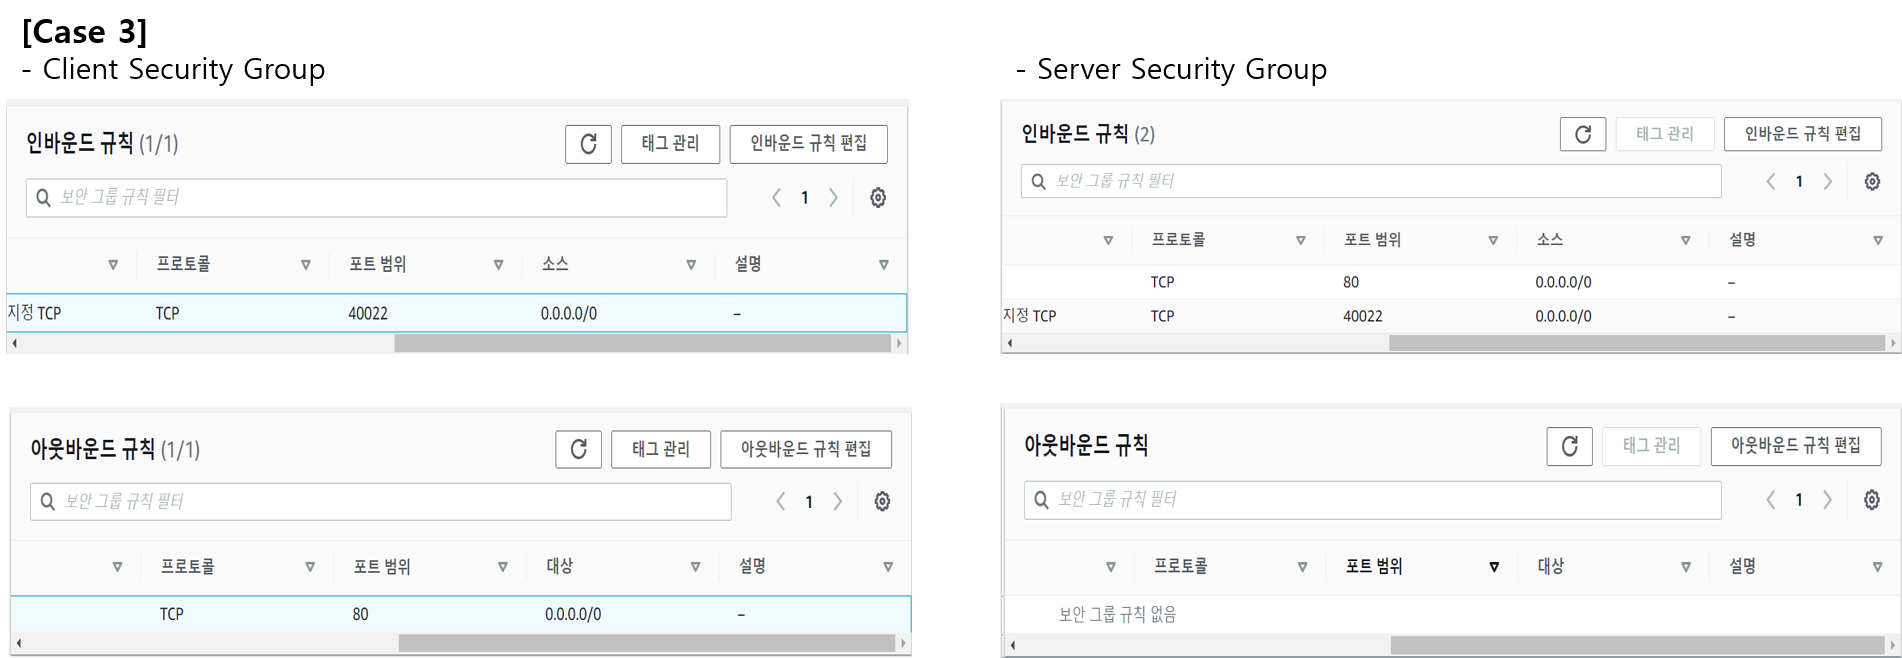 [Case 3]
- Client Security Group
인바운드 규칙 (1/1)
태그 관리
인바운드 규칙 편집
보안 그룹 규칙 필터
1
프로토콜 포트 범위 소스 설명
지정 TCP TCP 40022 0.0.0.0/0 –
아웃바운드 규칙 (1/1)
태그 관리
아웃바운드 규칙 편집
보안 그룹 규칙 필터
1
프로토콜 포트 범위 대상 설명
TCP 80 0.0.0.0/0 –
- Server Security Group
인바운드 규칙 (2)
태그 관리
인바운드 규칙 편집
보안 그룹 규칙 필터
1
프로토콜 포트 범위 소스 설명
TCP 80 0.0.0.0/0 –
지정 TCP TCP 40022 0.0.0.0/0 –
아웃바운드 규칙
태그 관리
아웃바운드 규칙 편집
보안 그룹 규칙 필터
1
프로토콜 포트 범위 대상 설명
보안 그룹 규칙 없음